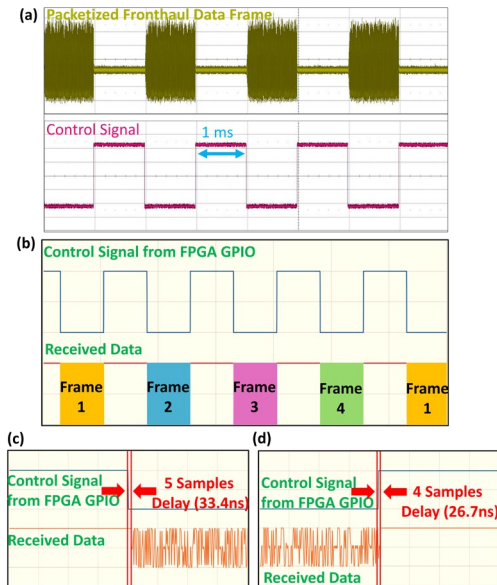 (a)
Packetized Fronthaul Data Frame
Control Signal
1 ms
(b)
Control Signal from FPGA GPIO
Received Data
Frame Frame Frame Frame Frame
1 2 3 4 1
(c)
Control Signal
from FPGA GPIO
5 Samples
Delay (33.4ns)
Received Data
(d)
Control Signal
from FPGA GPIO
4 Samples
Delay (26.7ns)
Received Data